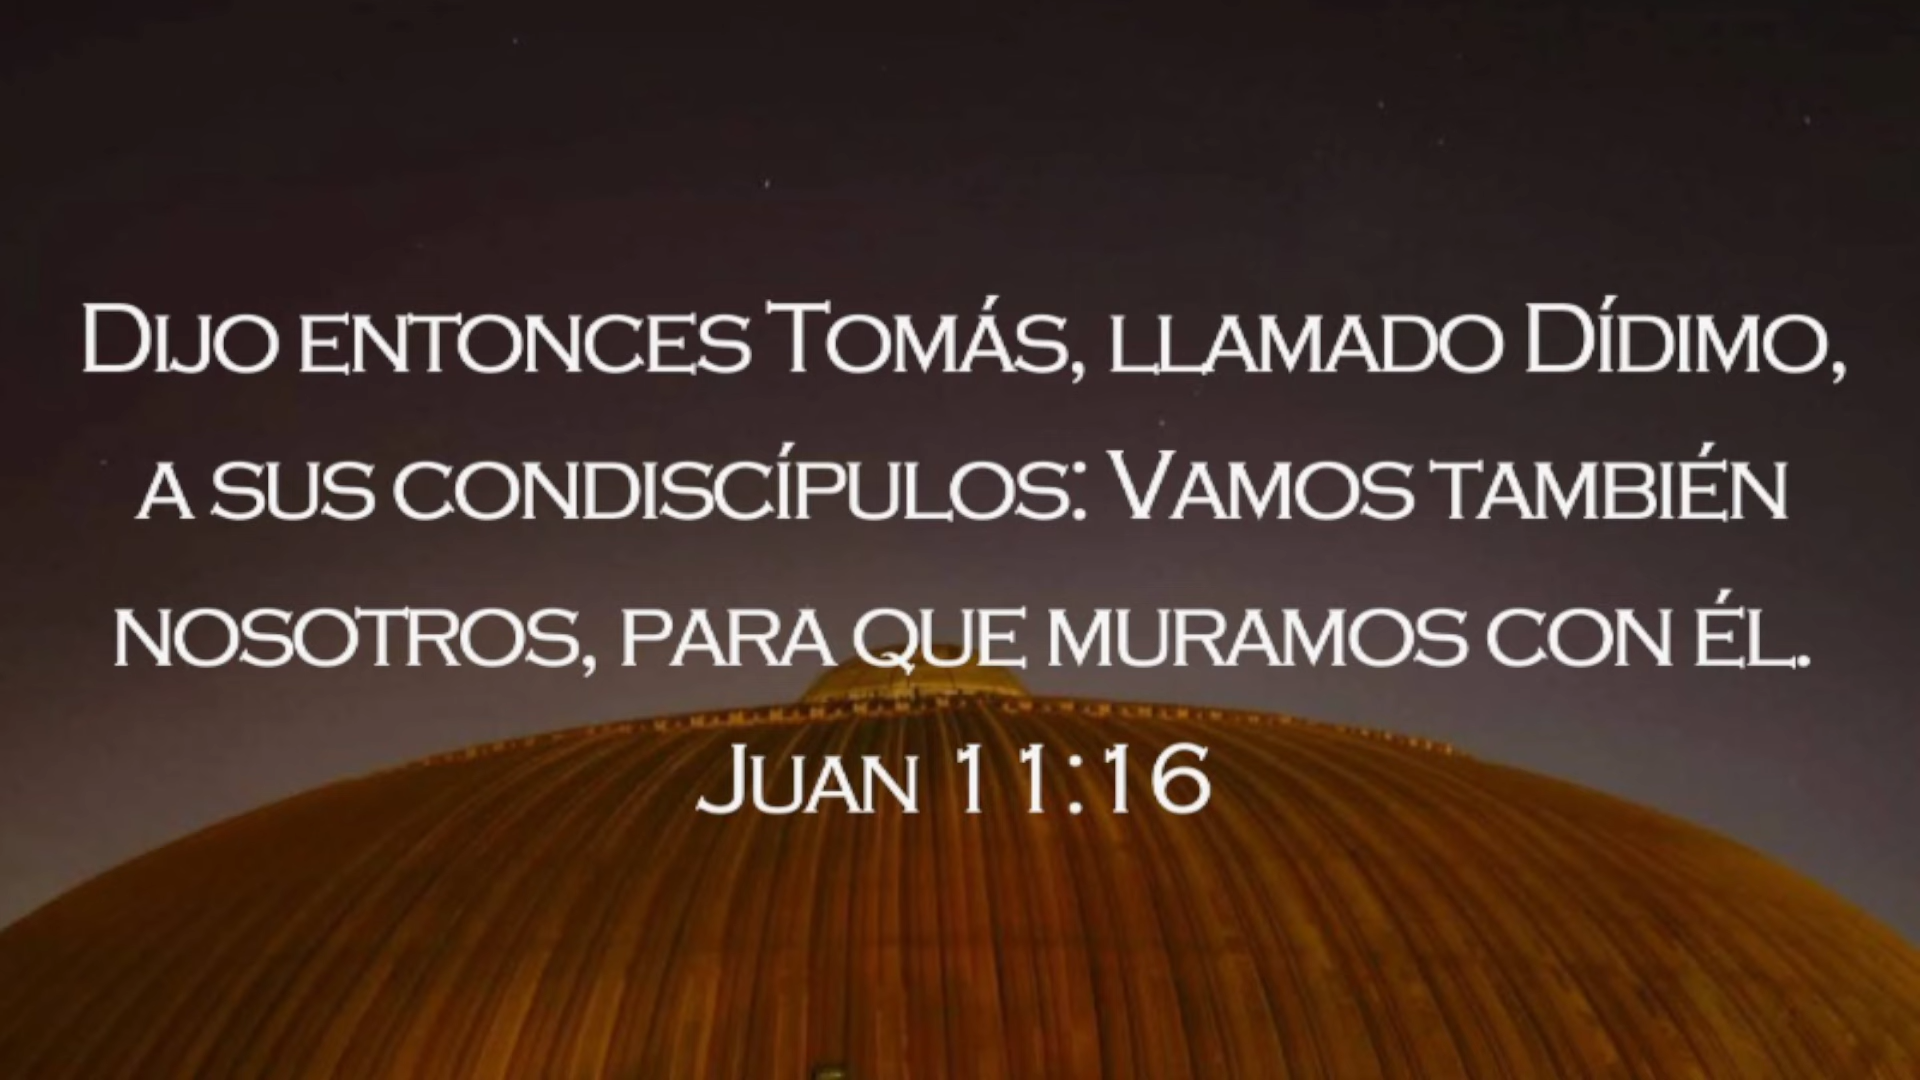 Dijo entonces Tomás, llamado Dídimo,
a sus condiscípulos: Vamos también
nosotros, para que muramos con él.
Juan 11:16